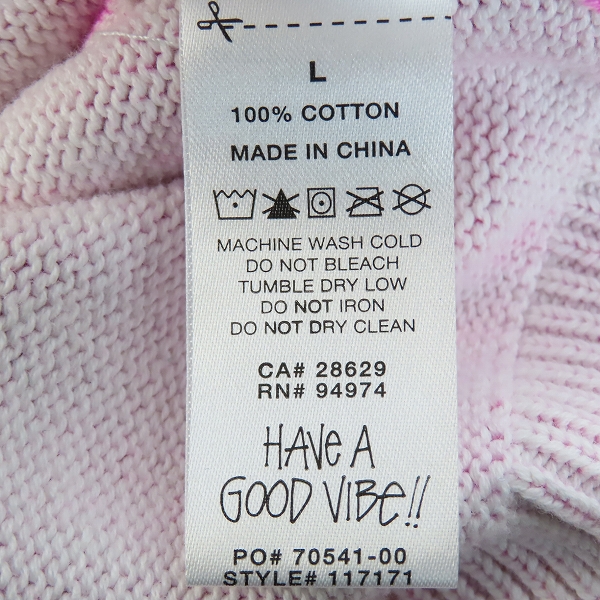 L
100% COTTON
MADE IN CHINA
MACHINE WASH COLD
DO NOT BLEACH
TUMBLE DRY LOW
DO NOT IRON
DO NOT DRY CLEAN
CA# 28629
RN# 94974
HAVE A
GOOD VIBE!!
PO# 70541-00
STYLE# 117171